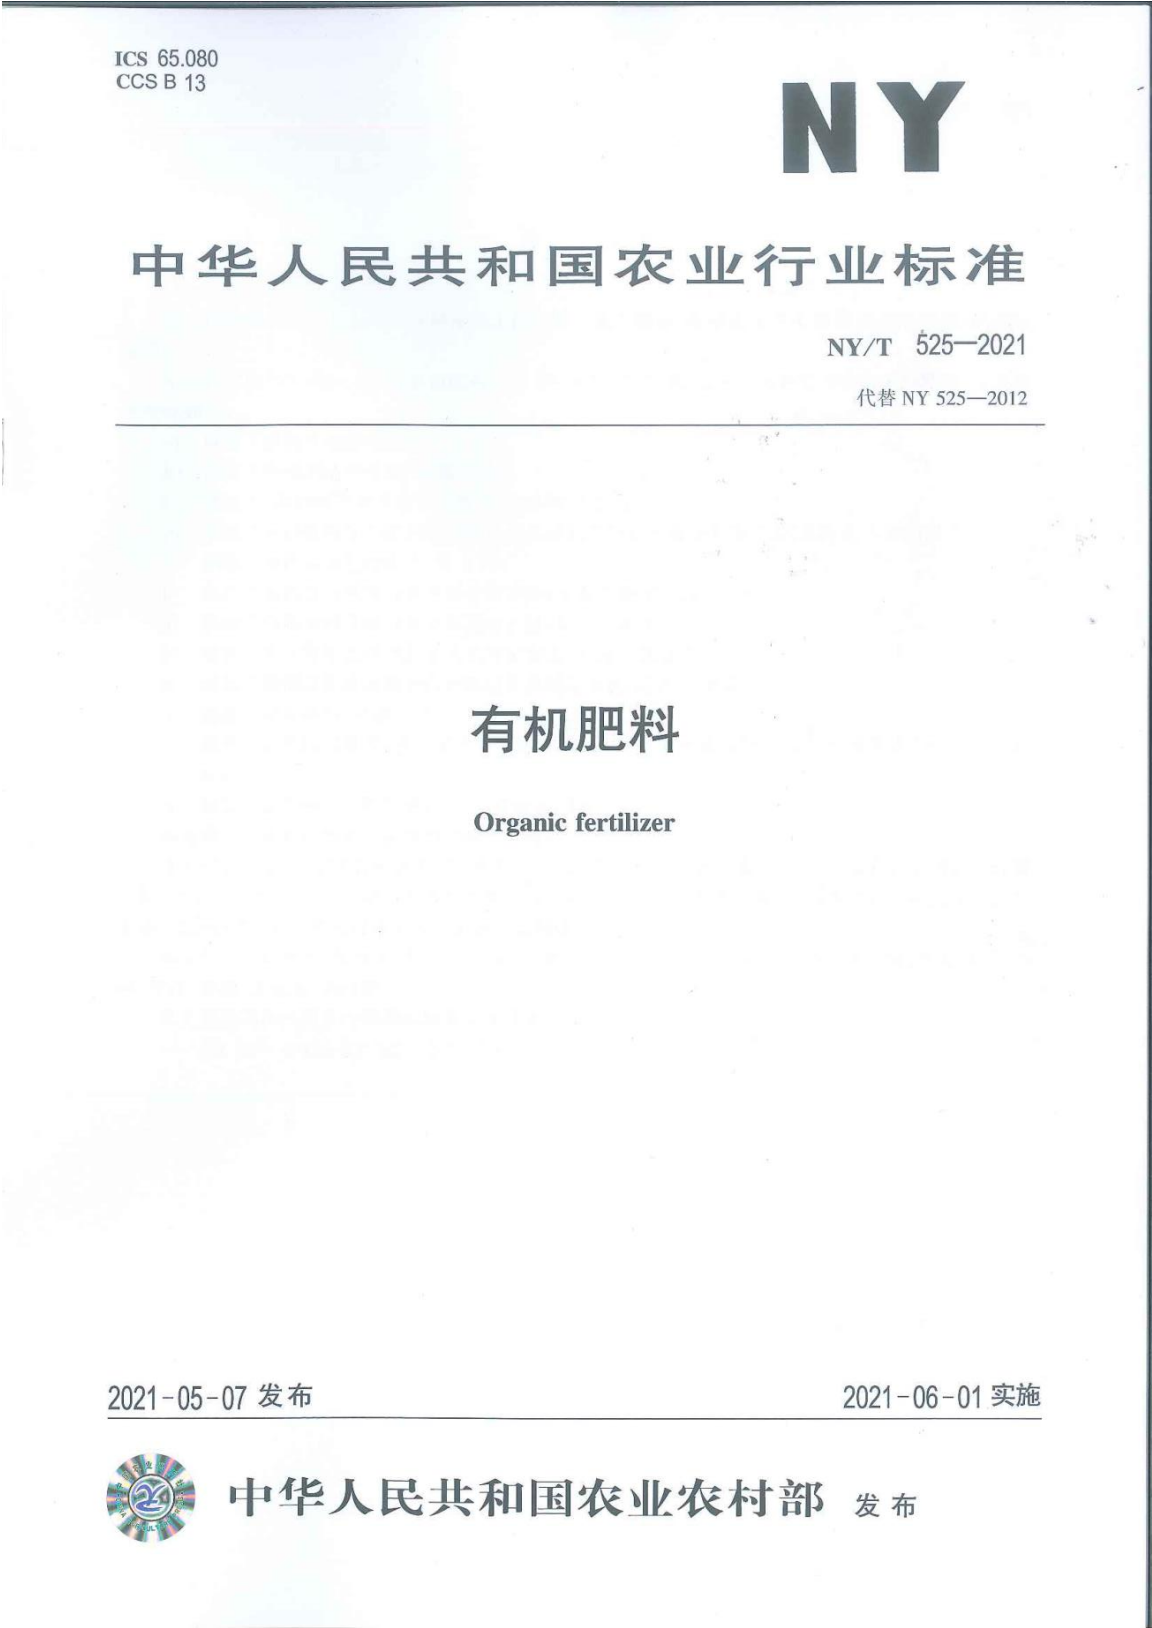 ICS 65.080
CCS B 13
NY
中华人民共和国农业行业标准
NY/T 525—2021
代替 NY 525—2012
有机肥料
Organic fertilizer
2021-05-07 发布
2021-06-01 实施
中华人民共和国农业农村部 发布